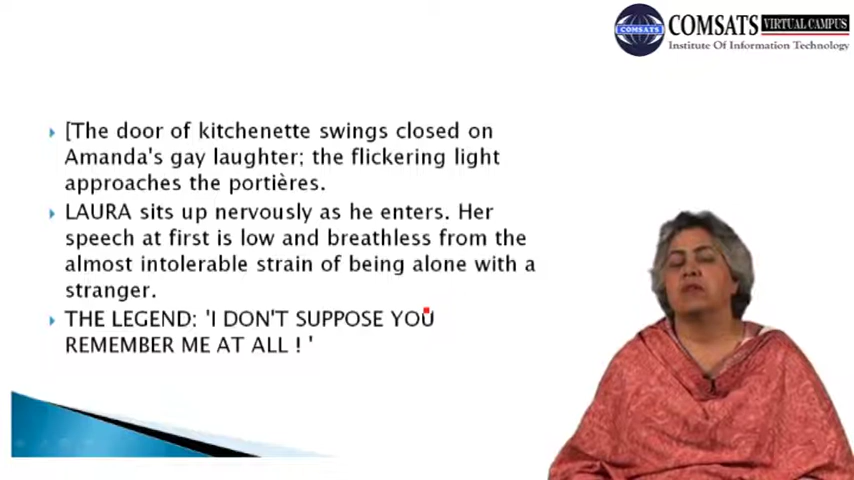 COMSATS VIRTUAL CAMPUS
COMSATS
Institute Of Information Technology
[The door of kitchenette swings closed on
Amanda's gay laughter; the flickering light
approaches the portières.
LAURA sits up nervously as he enters. Her
speech at first is low and breathless from the
almost intolerable strain of being alone with a
stranger.
THE LEGEND: 'I DON'T SUPPOSE YOU
REMEMBER ME AT ALL ! '